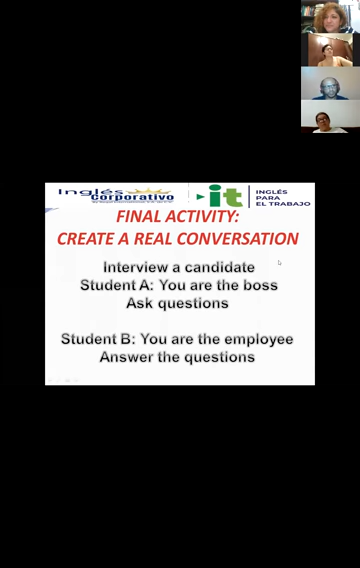 Inglés
Corporativo
it
INGLÉS
PARA
EL TRABAJO
FINAL ACTIVITY:
CREATE A REAL CONVERSATION
Interview a candidate
Student A: You are the boss
Ask questions
Student B: You are the employee
Answer the questions